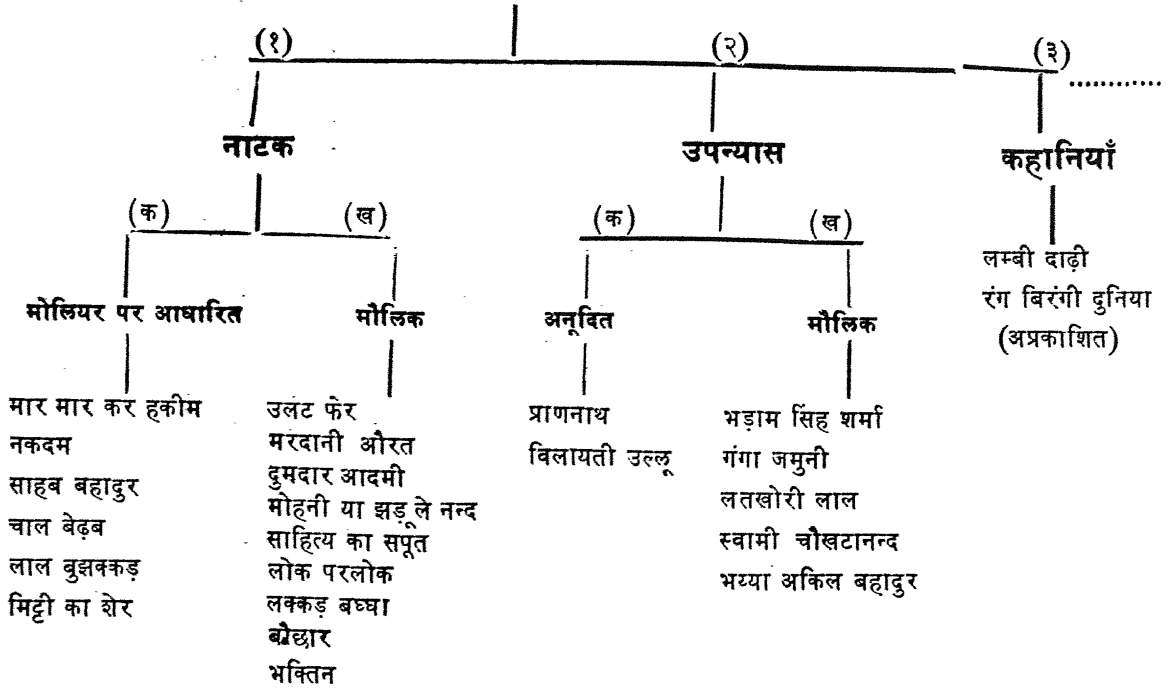 (१) (२) (३)
नाटक उपन्यास कहानियाँ
(क) (ख) (क) (ख)
लम्बी दाढ़ी
रंग बिरंगी दुनिया
(अप्रकाशित)
मोलियर पर आधारित मौलिक अनूदित मौलिक
मार मार कर हकीम
नकदम
साहब बहादुर
चाल बेढ़ब
लाल बुझक्कड़
मिट्टी का शेर
उलट फेर
मरदानी औरत
दुमदार आदमी
मोहनी या झड़ूले नन्द
साहित्य का सपूत
लोक परलोक
लक्कड़ बघ्घा
बौछार
भक्तिन
प्राणनाथ
विलायती उल्लू
भड़ाम सिंह शर्मा
गंगा जमुनी
लतखोरी लाल
स्वामी चौखटानन्द
भय्या अकिल बहादुर